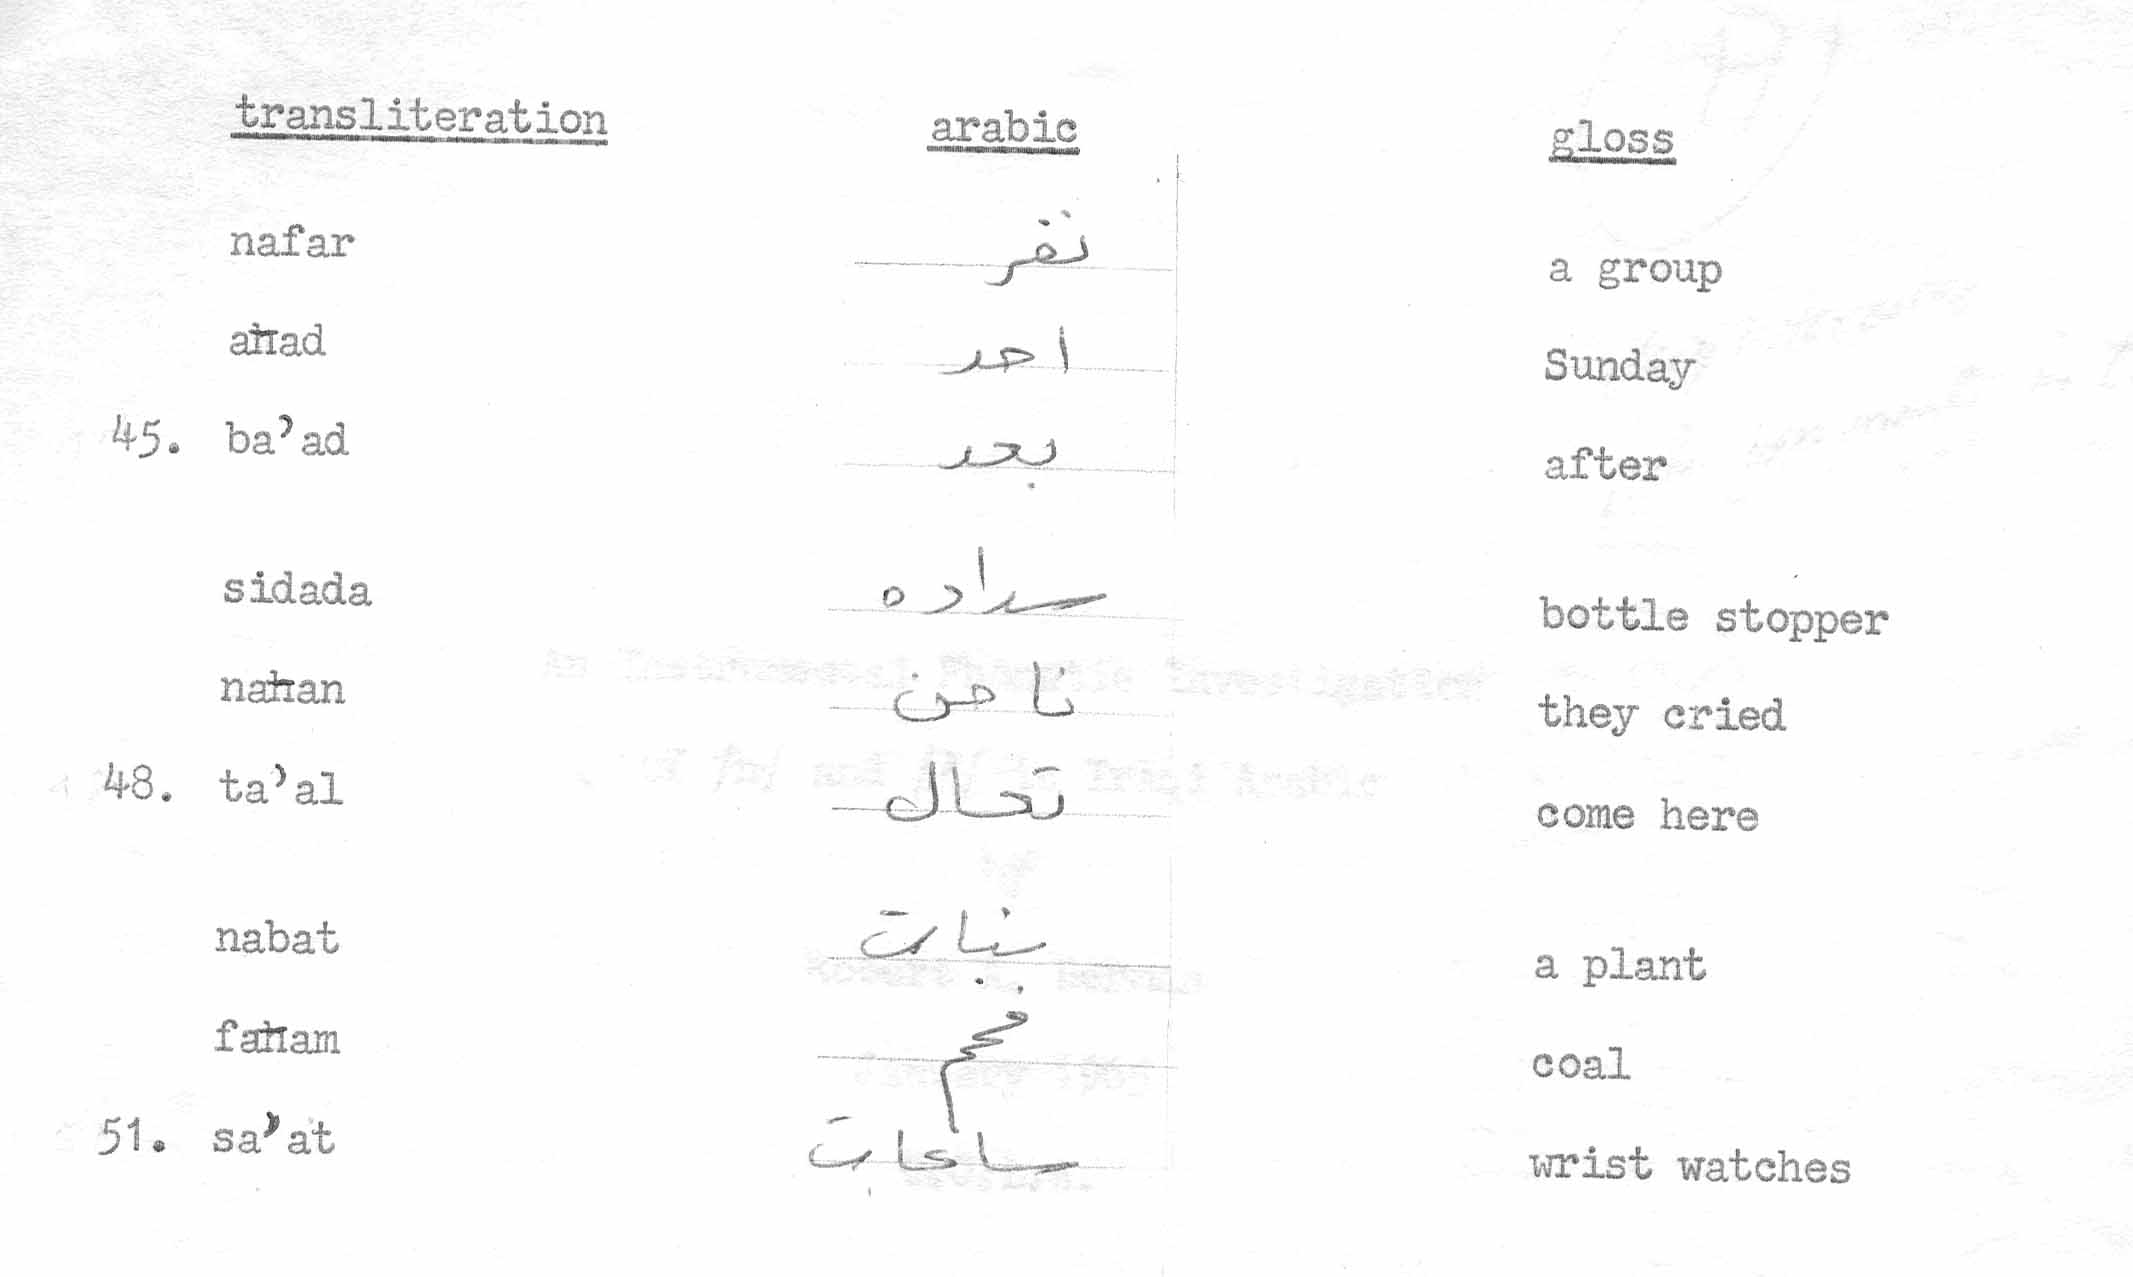 transliteration arabic gloss
nafar نفر a group
aħad احد Sunday
45. ba’ad بعد after
sidada سداده bottle stopper
naħan ناحن they cried
48. ta’al تعال come here
nabat نبات a plant
faħam فحم coal
51. sa’at ساعات wrist watches